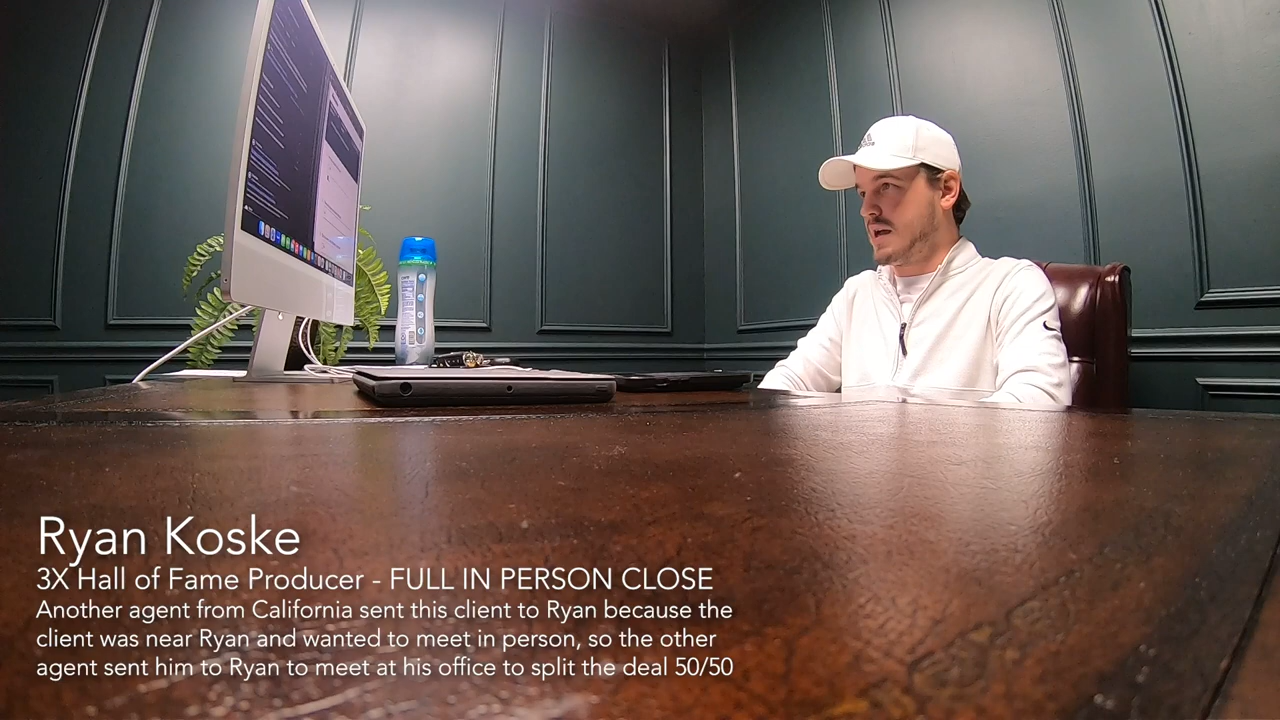 Ryan Koske
3X Hall of Fame Producer - FULL IN PERSON CLOSE
Another agent from California sent this client to Ryan because the
client was near Ryan and wanted to meet in person, so the other
agent sent him to Ryan to meet at his office to split the deal 50/50